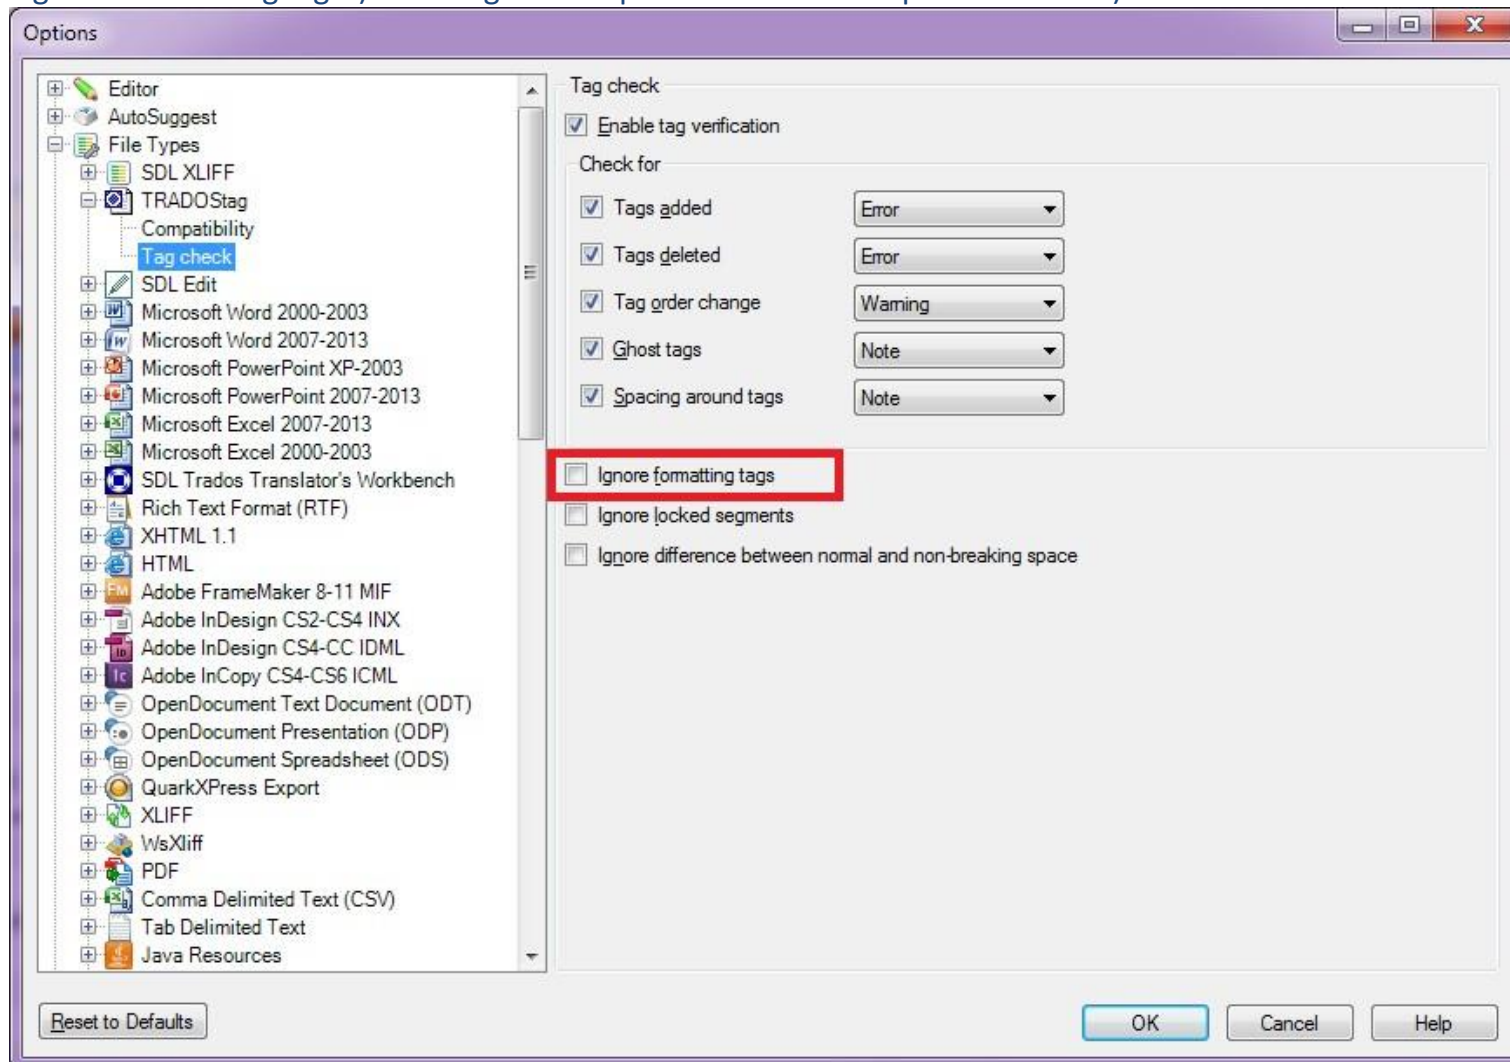 Options
Editor
AutoSuggest
File Types
SDL XLIFF
TRADOStag
Compatibility
Tag check
SDL Edit
Microsoft Word 2000-2003
Microsoft Word 2007-2013
Microsoft PowerPoint XP-2003
Microsoft PowerPoint 2007-2013
Microsoft Excel 2007-2013
Microsoft Excel 2000-2003
SDL Trados Translator's Workbench
Rich Text Format (RTF)
XHTML 1.1
HTML
Adobe FrameMaker 8-11 MIF
Adobe InDesign CS2-CS4 INX
Adobe InDesign CS4-CC IDML
Adobe InCopy CS4-CS6 ICML
OpenDocument Text Document (ODT)
OpenDocument Presentation (ODP)
OpenDocument Spreadsheet (ODS)
QuarkXPress Export
XLIFF
WsXliff
PDF
Comma Delimited Text (CSV)
Tab Delimited Text
Java Resources
Tag check
Enable tag verification
Check for
Tags added Error
Tags deleted Error
Tag order change Warning
Ghost tags Note
Spacing around tags Note
Ignore formatting tags
Ignore locked segments
Ignore difference between normal and non-breaking space
Reset to Defaults OK Cancel Help